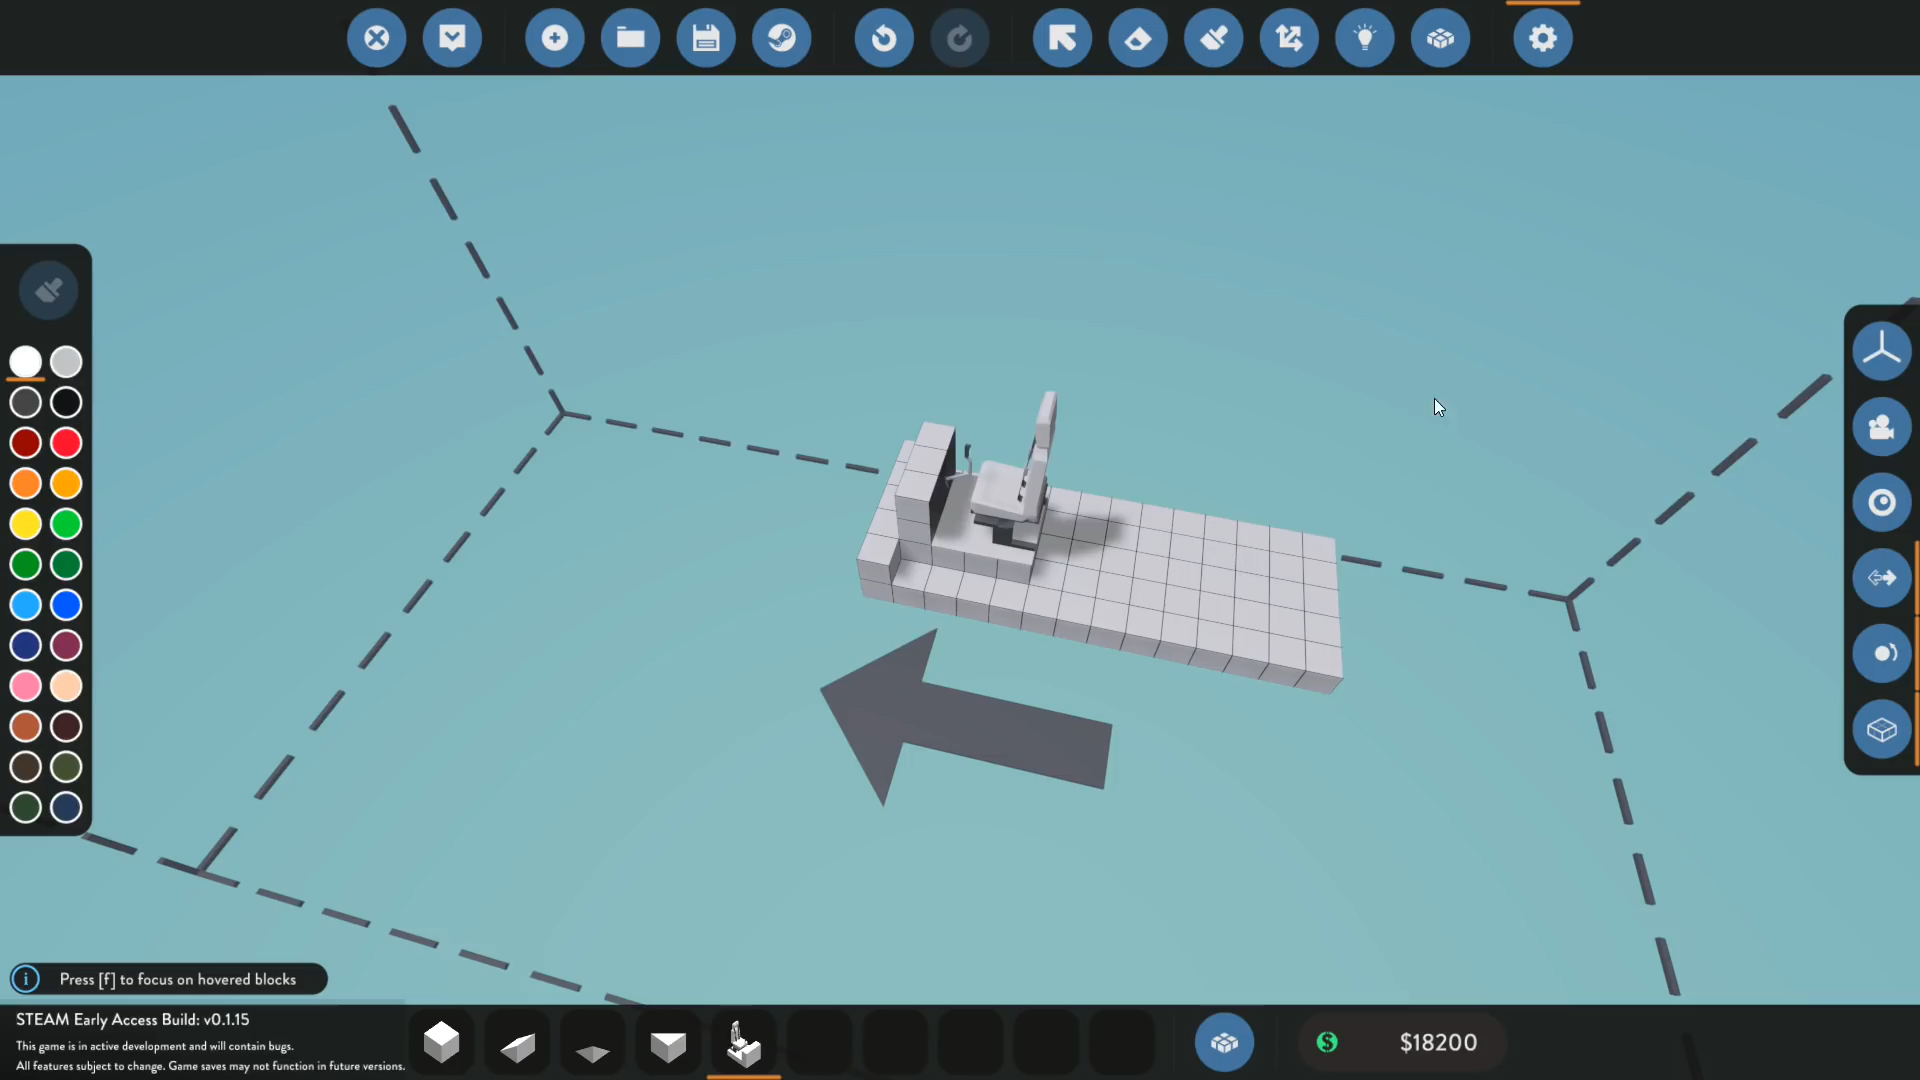 Press [f] to focus on hovered blocks
STEAM Early Access Build: v0.1.15
This game is in active development and will contain bugs.
All features subject to change. Game saves may not function in future versions.
$18200